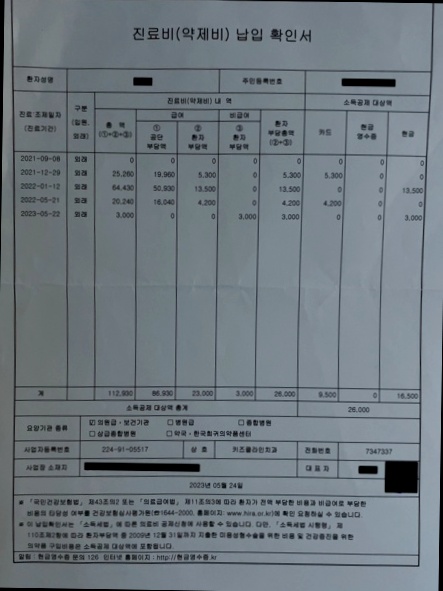 진료비(약제비) 납입 확인서
환자성명 주민등록번호
진료비(약제비) 내 역 소득공제 대상액
진료·조제일자 (진료기간) 구분 (입원, 외래) 총 액 (①+②+③) 급여 비급여 환자 부담총액 (②+③) 카드 현금 영수증 현금
① 공단 부담액 ② 환자 부담액 ③ 환자 부담액
2021-09-08 외래 0 0 0 0 0 0 0 0
2021-12-29 외래 25,260 19,960 5,300 0 5,300 5,300 0 0
2022-01-12 외래 64,430 50,930 13,500 0 13,500 0 0 13,500
2022-05-21 외래 20,240 16,040 4,200 0 4,200 4,200 0 0
2023-05-22 외래 3,000 0 0 3,000 3,000 0 0 3,000
계 112,930 86,930 23,000 3,000 26,000 9,500 0 16,500
소득공제 대상액 총계 26,000
요양기관 종류 ☑ 의원급·보건기관 □ 병원급 □ 종합병원
□ 상급종합병원 □ 약국·한국희귀의약품센터
사업자등록번호 224-91-05517 상 호 키즈클라인치과 전화번호 7347337
사업장 소재지 대 표 자
2023년 05월 24일
※ 「국민건강보험법」 제43조의2 또는 「의료급여법」 제11조의3에 따라 환자가 전액 부담한 비용과 비급여로 부당한
비용의 타당성 여부를 건강보험심사평가원(☎1644-2000, 홈페이지: www.hira.or.kr)에 확인 요청하실 수 있습니다.
※ 이 납입확인서는 「소득세법」에 따른 의료비 공제신청에 사용할 수 있습니다. 다만, 「소득세법 시행령」 제
110조제2항에 따라 환자부담액 중 2009년 12월 31일까지 지출한 미용성형수술을 위한 비용 및 건강증진을 위한
의약품 구입비용은 소득공제 대상액에 포함됩니다.
알림 : 현금영수증 문의 126 인터넷 홈페이지 : http://현금영수증.kr